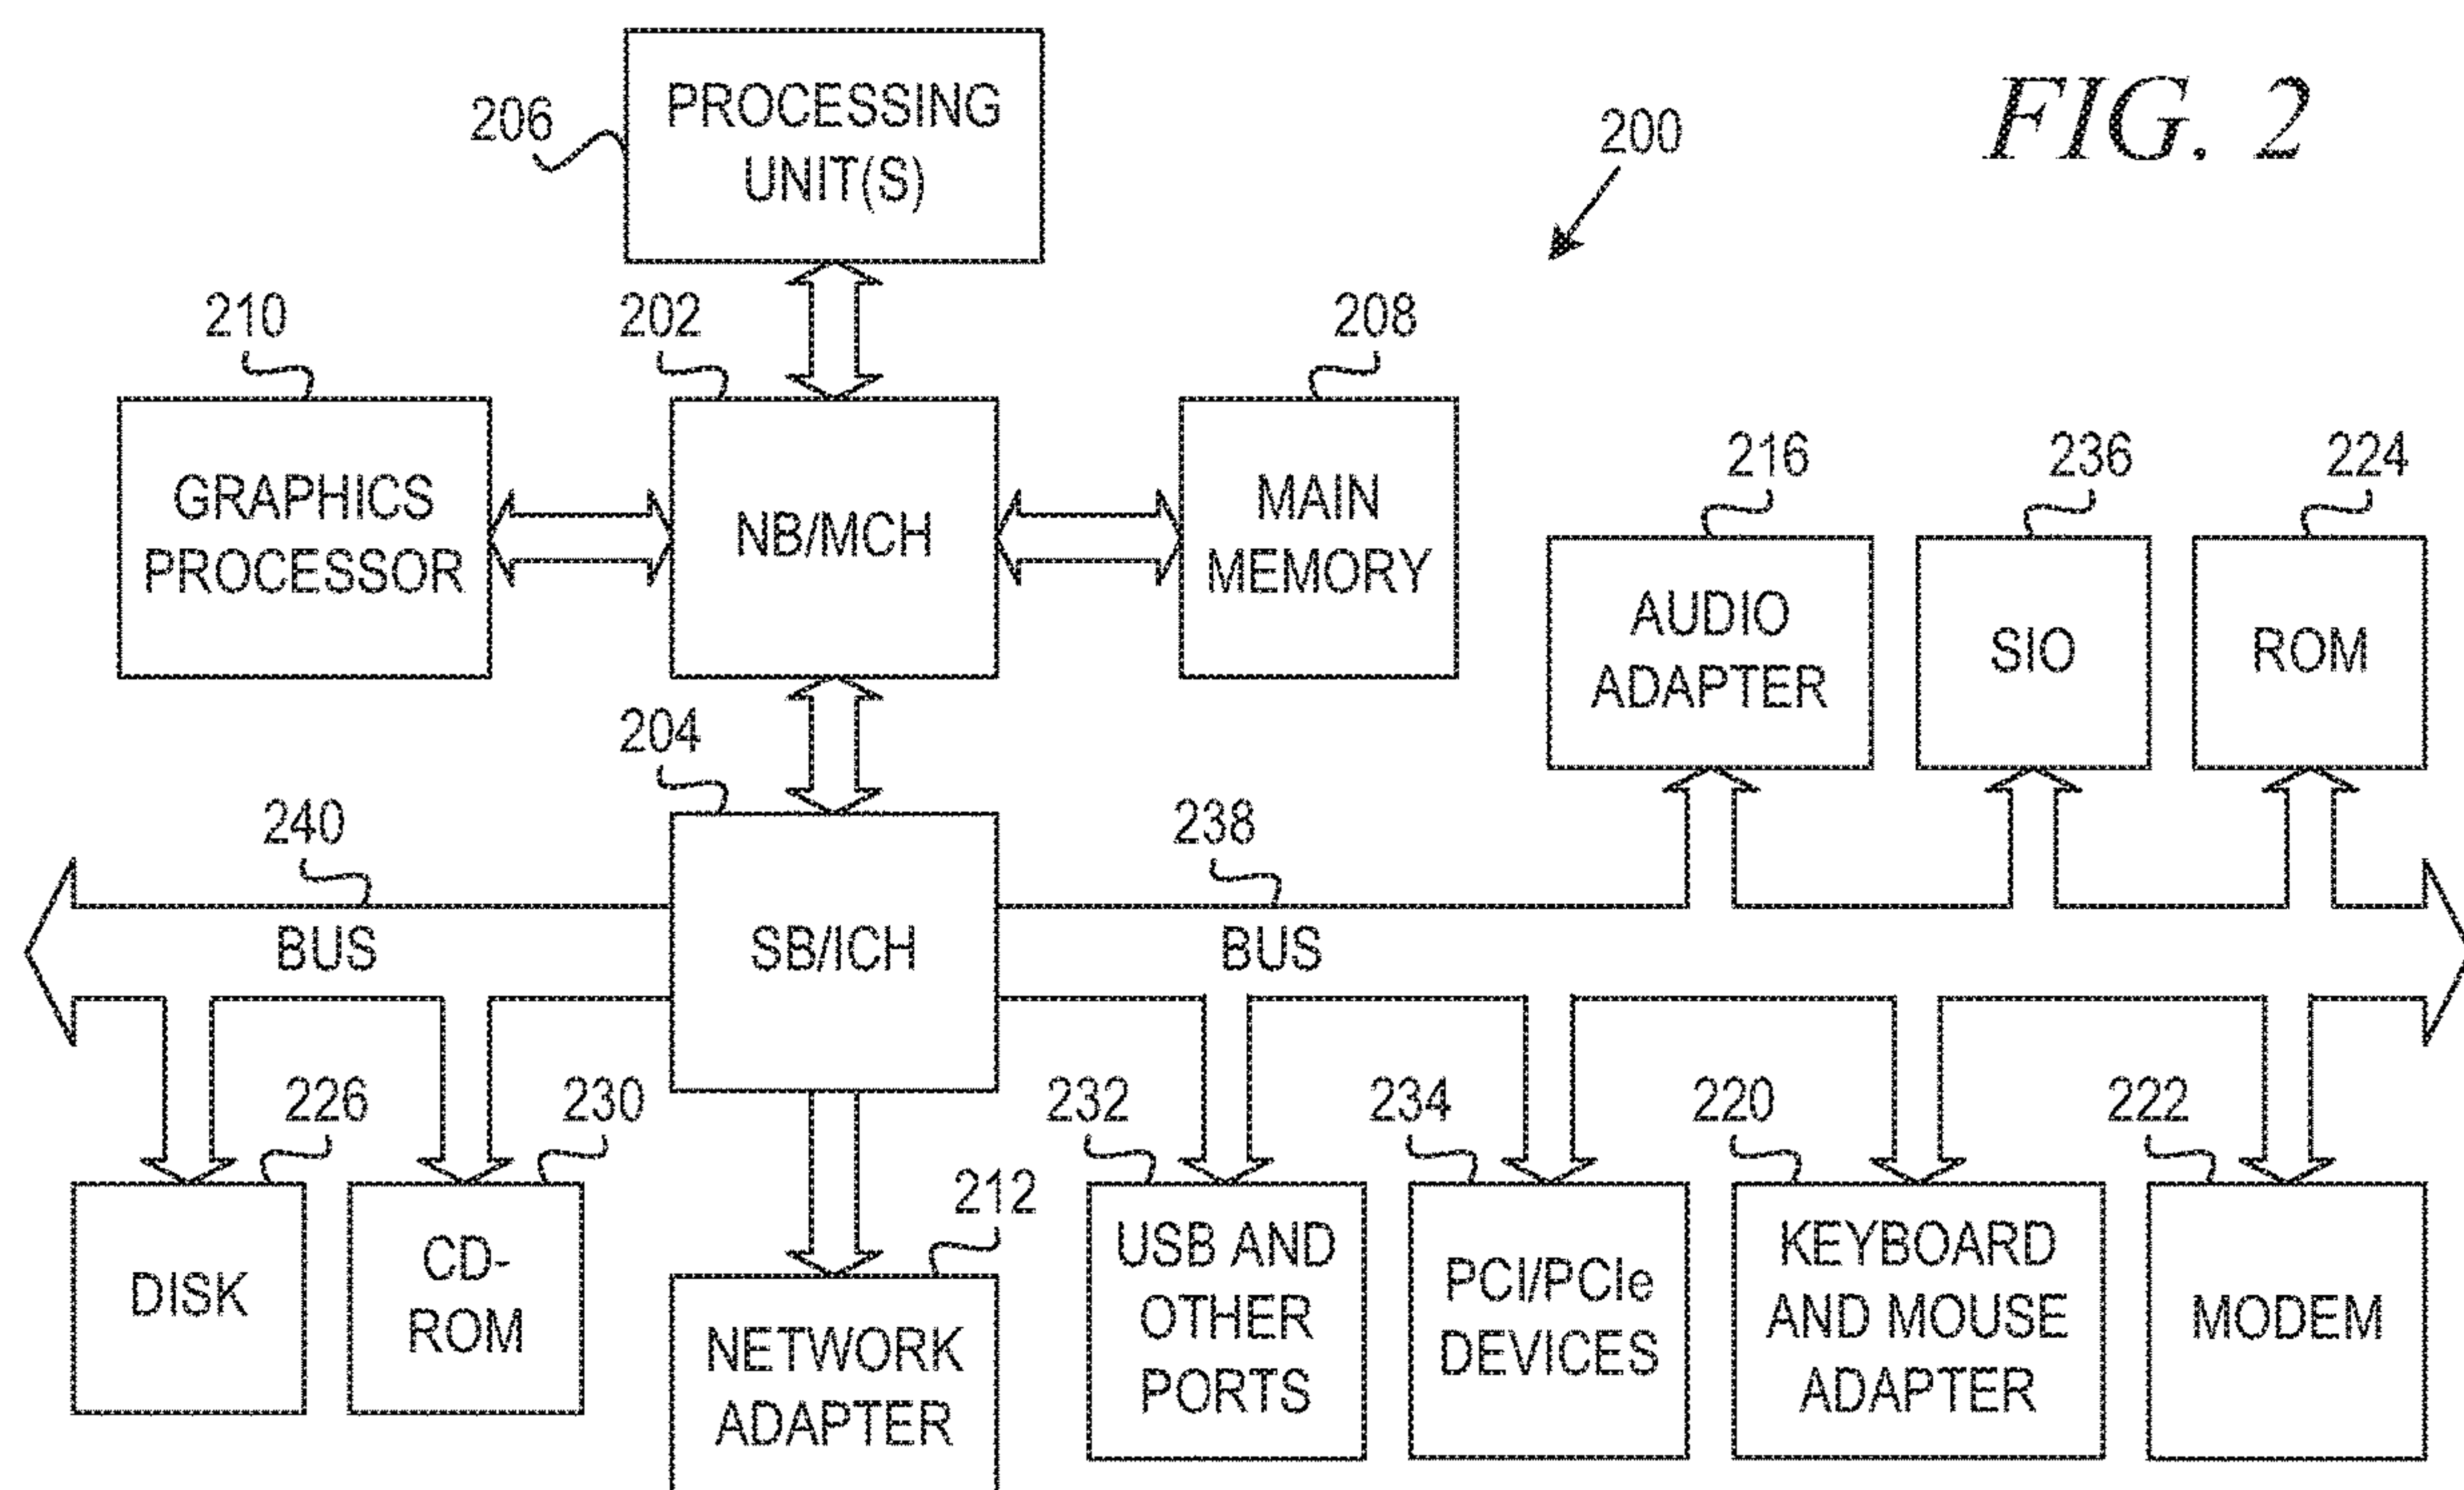 FIG. 2
200
206
PROCESSING
UNIT(S)
210
202
208
GRAPHICS
PROCESSOR
NB/MCH
MAIN
MEMORY
216
236
224
AUDIO
ADAPTER
SIO
ROM
204
240
238
BUS
SB/ICH
BUS
226
230
212
232
234
220
222
DISK
CD-
ROM
NETWORK
ADAPTER
USB AND
OTHER
PORTS
PCI/PCIe
DEVICES
KEYBOARD
AND MOUSE
ADAPTER
MODEM